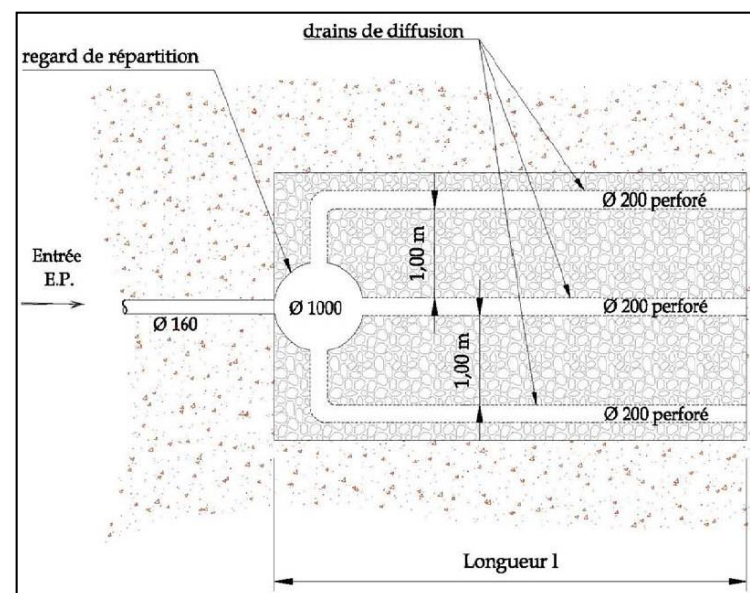 drains de diffusion
regard de répartition
Ø 200 perforé
1,00 m
Entrée
E.P.
Ø 1000
Ø 200 perforé
Ø 160
1,00 m
Ø 200 perforé
Longueur l